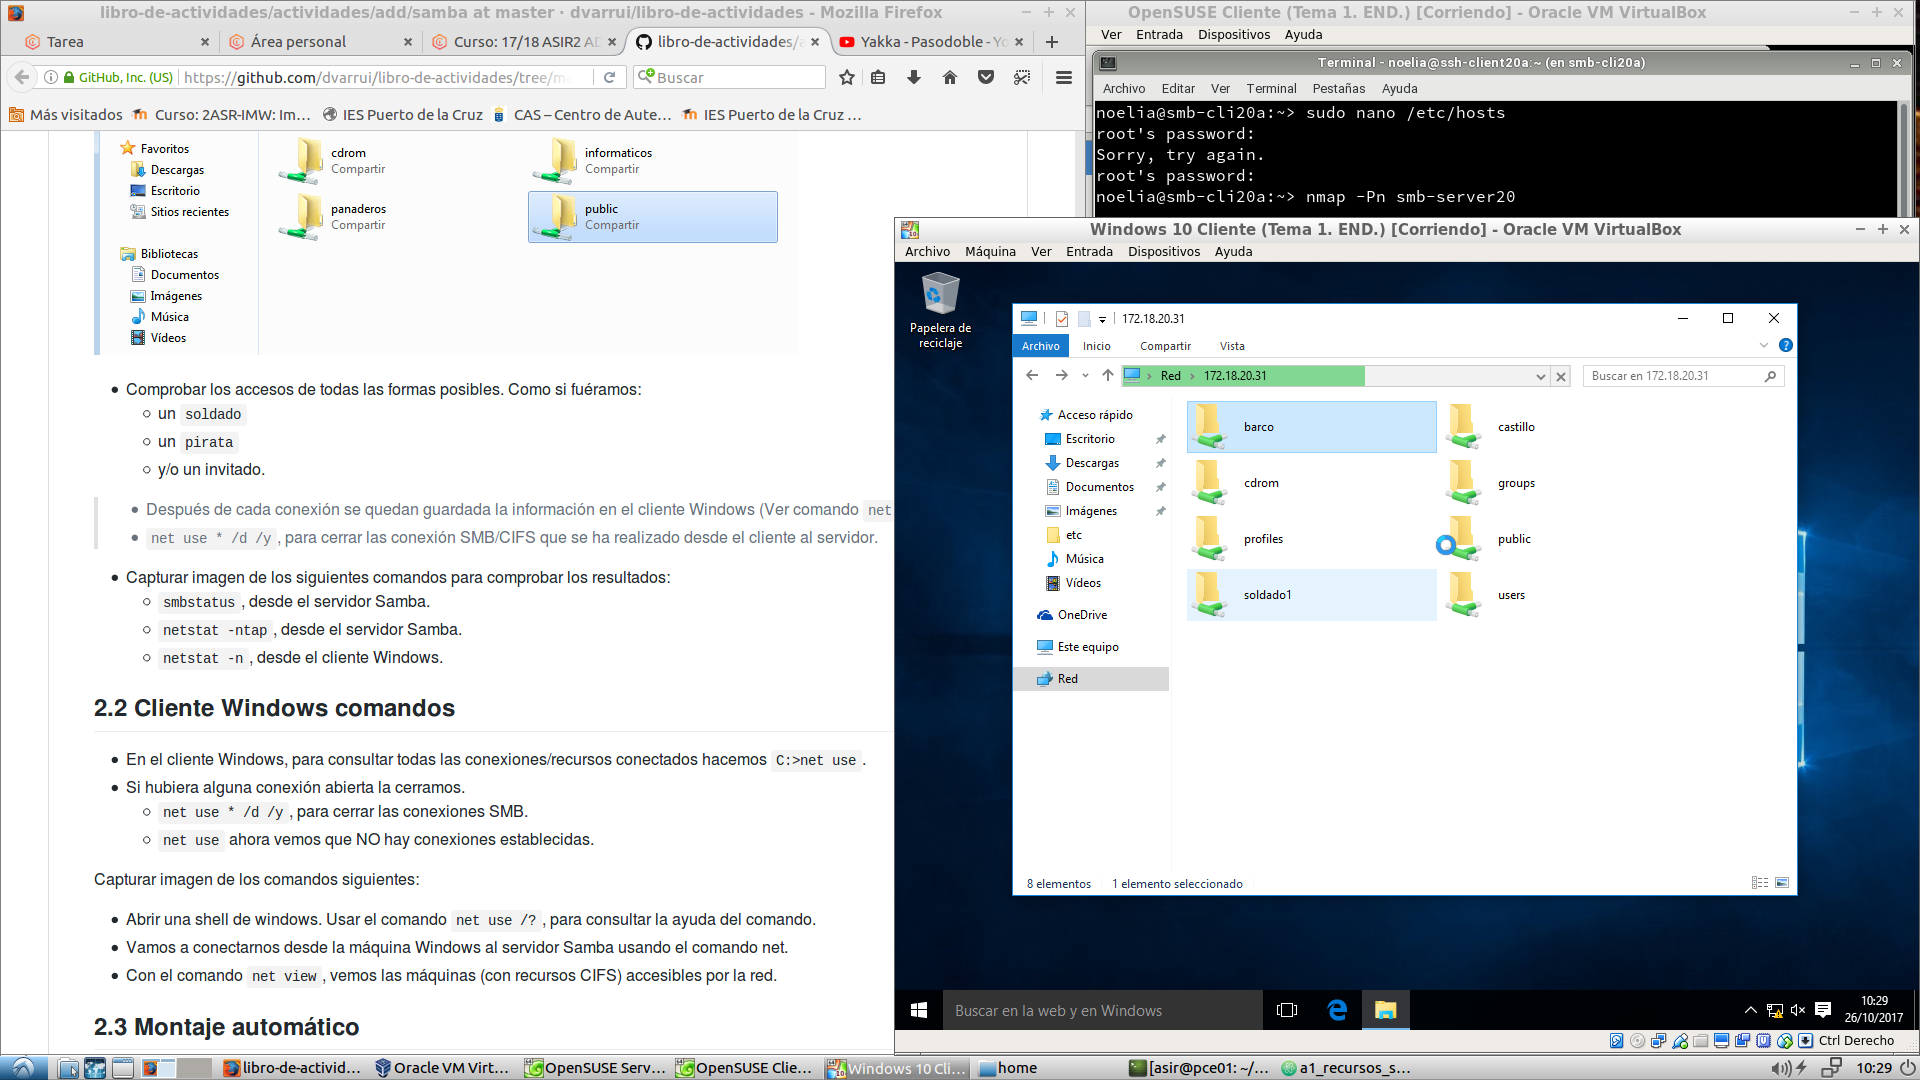 libro-de-actividades/actividades/add/samba at master · dvarrui/libro-de-actividades - Mozilla Firefox
Tarea
Área personal
Curso: 17/18 ASIR2 AD
libro-de-actividades/a
Yakka - Pasodoble - Yo
GitHub, Inc. (US)
https://github.com/dvarrui/libro-de-actividades/tree/ma
Buscar
Más visitados
Curso: 2ASR-IMW: Im...
IES Puerto de la Cruz
CAS – Centro de Aute...
IES Puerto de la Cruz ...
Favoritos
Descargas
Escritorio
Sitios recientes
Bibliotecas
Documentos
Imágenes
Música
Vídeos
cdrom
Compartir
informaticos
Compartir
panaderos
Compartir
public
Compartir
Comprobar los accesos de todas las formas posibles. Como si fuéramos:
un soldado
un pirata
y/o un invitado.
Después de cada conexión se quedan guardada la información en el cliente Windows (Ver comando net
net use * /d /y , para cerrar las conexión SMB/CIFS que se ha realizado desde el cliente al servidor.
Capturar imagen de los siguientes comandos para comprobar los resultados:
smbstatus , desde el servidor Samba.
netstat -ntap , desde el servidor Samba.
netstat -n , desde el cliente Windows.
2.2 Cliente Windows comandos
En el cliente Windows, para consultar todas las conexiones/recursos conectados hacemos C:>net use .
Si hubiera alguna conexión abierta la cerramos.
net use * /d /y , para cerrar las conexiones SMB.
net use ahora vemos que NO hay conexiones establecidas.
Capturar imagen de los comandos siguientes:
Abrir una shell de windows. Usar el comando net use /? , para consultar la ayuda del comando.
Vamos a conectarnos desde la máquina Windows al servidor Samba usando el comando net.
Con el comando net view , vemos las máquinas (con recursos CIFS) accesibles por la red.
2.3 Montaje automático
OpenSUSE Cliente (Tema 1. END.) [Corriendo] - Oracle VM VirtualBox
Ver Entrada Dispositivos Ayuda
Terminal - noelia@ssh-client20a:~ (en smb-cli20a)
Archivo Editar Ver Terminal Pestañas Ayuda
noelia@smb-cli20a:~> sudo nano /etc/hosts
root's password:
Sorry, try again.
root's password:
noelia@smb-cli20a:~> nmap -Pn smb-server20
Windows 10 Cliente (Tema 1. END.) [Corriendo] - Oracle VM VirtualBox
Archivo Máquina Ver Entrada Dispositivos Ayuda
Papelera de
reciclaje
172.18.20.31
Archivo Inicio Compartir Vista
Red 172.18.20.31
Buscar en 172.18.20.31
Acceso rápido
Escritorio
Descargas
Documentos
Imágenes
etc
Música
Vídeos
OneDrive
Este equipo
Red
barco
castillo
cdrom
groups
profiles
public
soldado1
users
8 elementos 1 elemento seleccionado
Buscar en la web y en Windows
10:29
26/10/2017
Ctrl Derecho
libro-de-activid...
Oracle VM Virt...
OpenSUSE Serv...
OpenSUSE Clie...
Windows 10 Cli...
home
[asir@pce01: ~/...
a1_recursos_s...
10:29